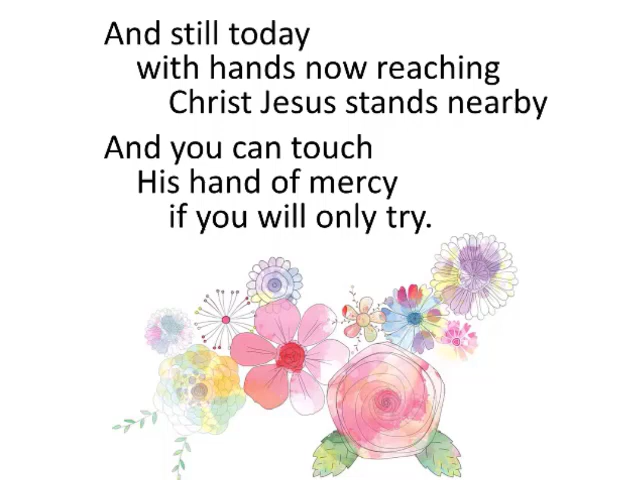 And still today
with hands now reaching
Christ Jesus stands nearby
And you can touch
His hand of mercy
if you will only try.